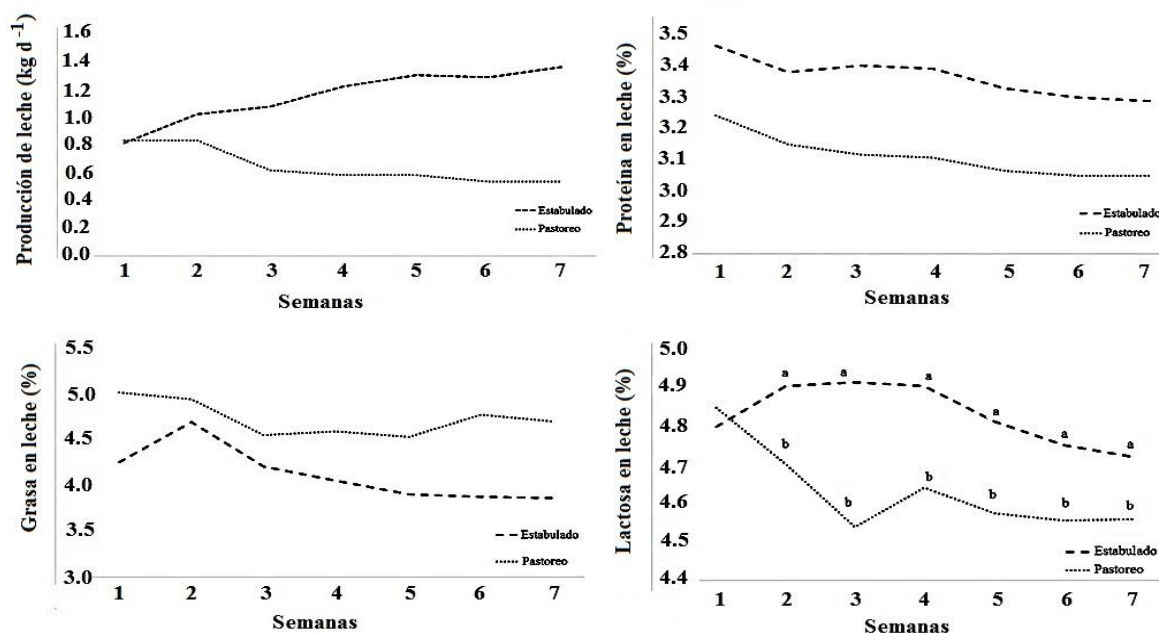 Producción de leche (kg d⁻¹)
1.6
1.4
1.2
1.0
0.8
0.6
0.4
0.2
0.0
Estabulado
Pastoreo
1 2 3 4 5 6 7
Semanas
Proteína en leche (%)
3.5
3.4
3.3
3.2
3.1
3.0
2.9
2.8
Estabulado
Pastoreo
1 2 3 4 5 6 7
Semanas
Grasa en leche (%)
5.5
5.0
4.5
4.0
3.5
3.0
Estabulado
Pastoreo
1 2 3 4 5 6 7
Semanas
Lactosa en leche (%)
5.0
4.9
4.8
4.7
4.6
4.5
4.4
a a a a a a
b b b b b b
Estabulado
Pastoreo
1 2 3 4 5 6 7
Semanas